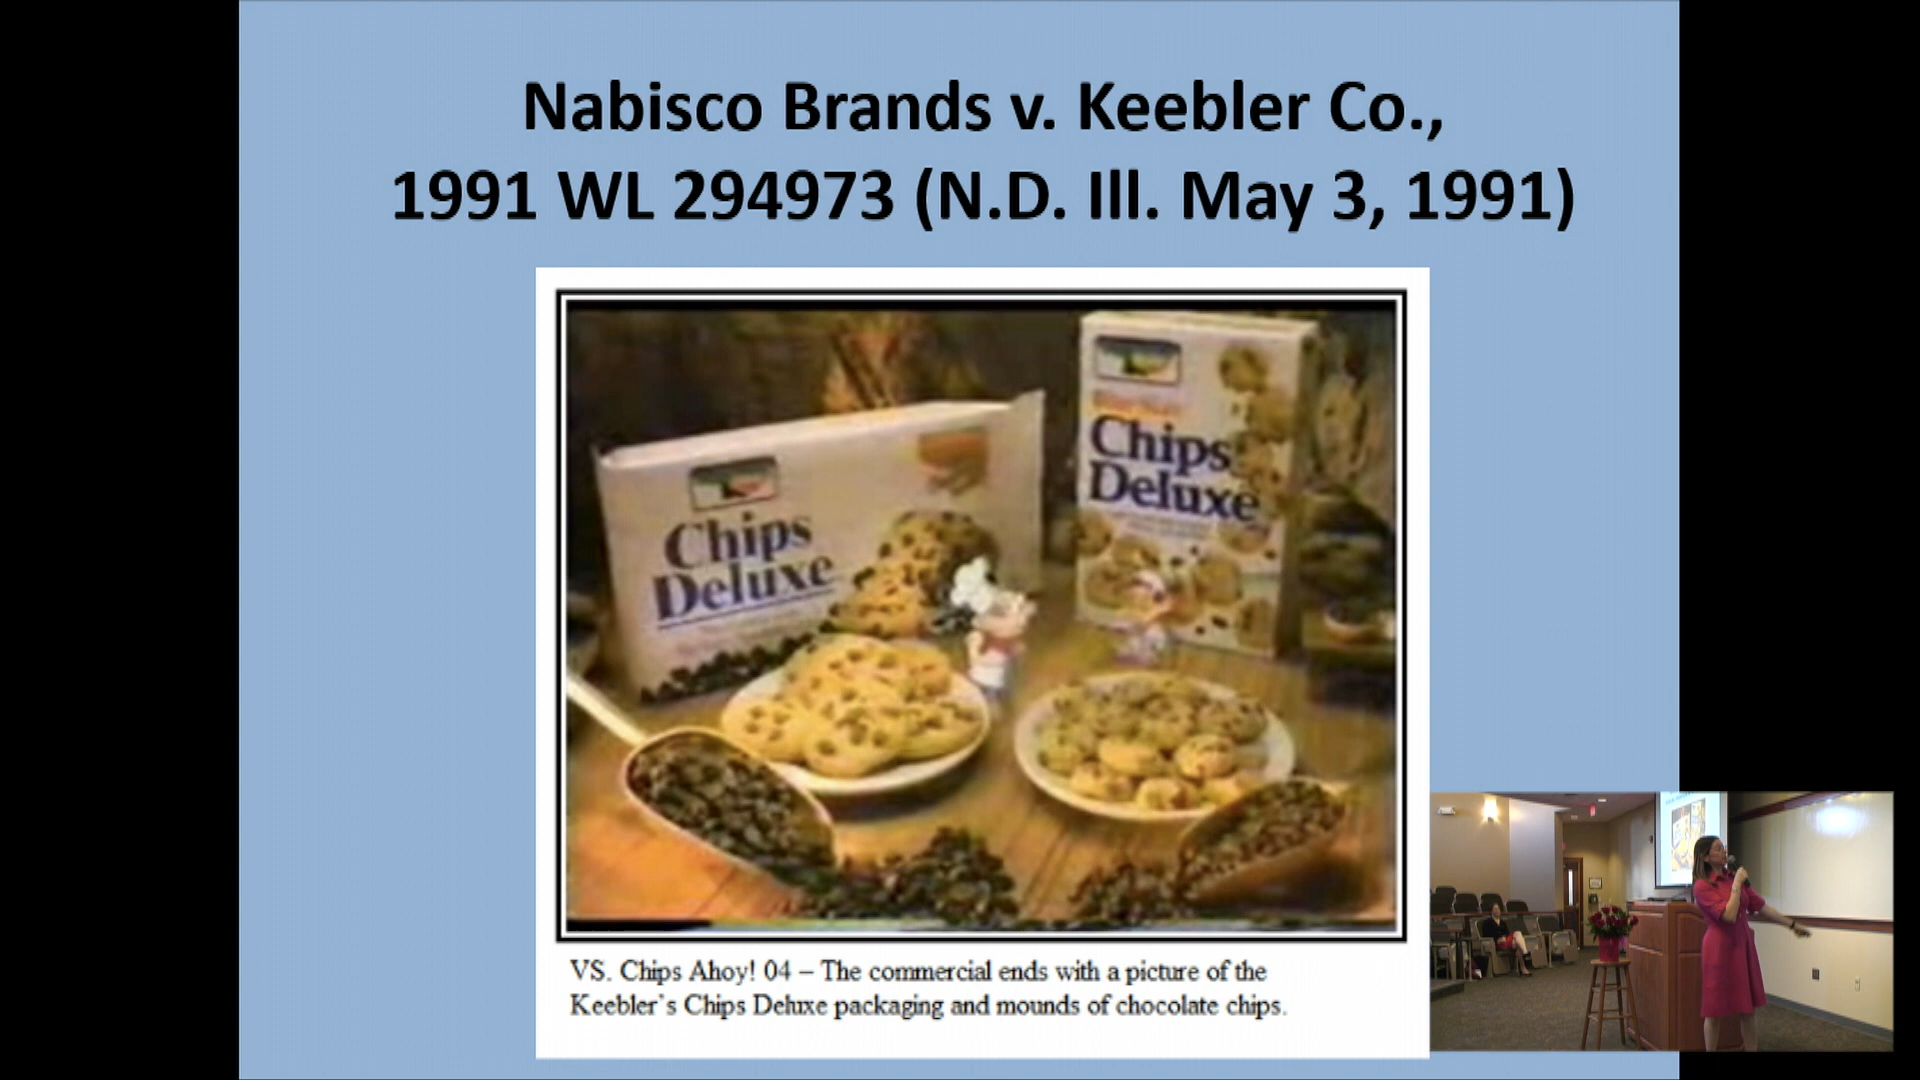 Nabisco Brands v. Keebler Co.,
1991 WL 294973 (N.D. Ill. May 3, 1991)
Chips
Deluxe
Chips
Deluxe
VS. Chips Ahoy! 04 – The commercial ends with a picture of the
Keebler's Chips Deluxe packaging and mounds of chocolate chips.